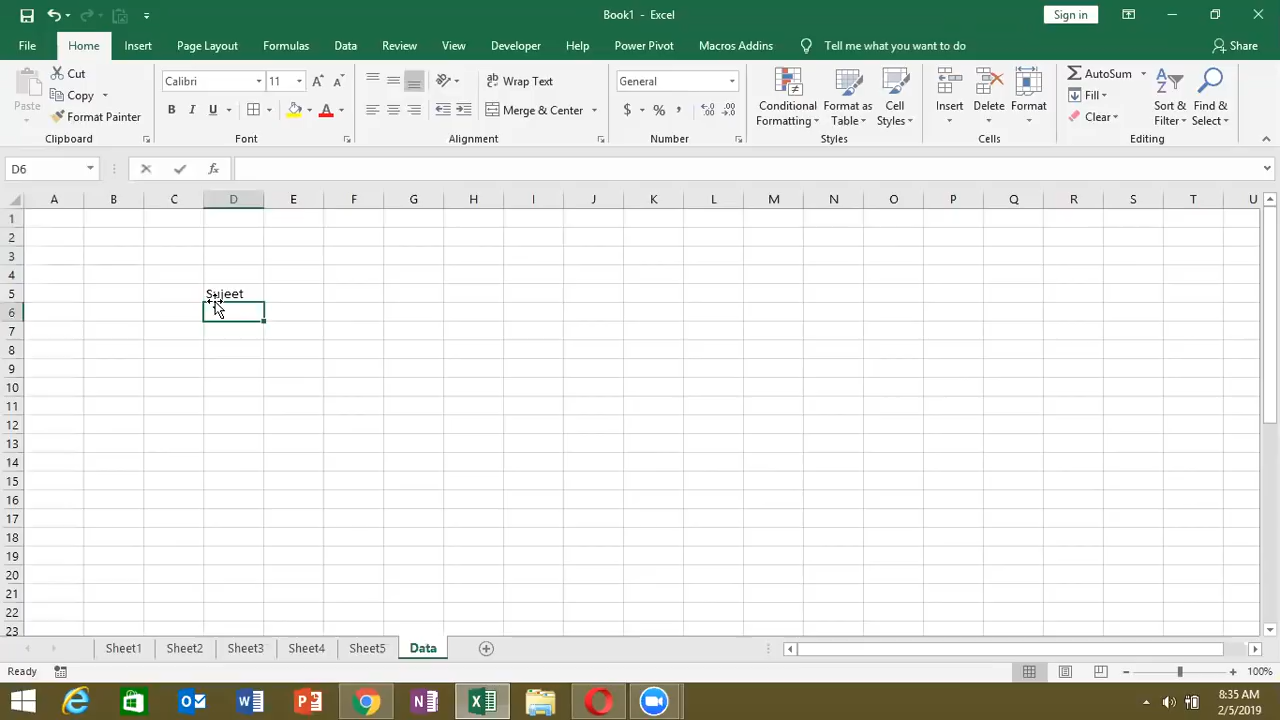 Book1 - Excel
Sign in
File Home Insert Page Layout Formulas Data Review View Developer Help Power Pivot Macros Addins Tell me what you want to do Share
Paste
Cut
Copy
Format Painter
Clipboard
Calibri 11
B I U A
Font
Wrap Text
Merge & Center
Alignment
General
$ % ,
Number
Conditional Formatting
Format as Table
Cell Styles
Styles
Insert Delete Format
Cells
AutoSum
Fill
Clear
Sort & Filter
Find & Select
Editing
D6 fx
A B C D E F G H I J K L M N O P Q R S T U
1
2
3
4
5 Sujeet
6
7
8
9
10
11
12
13
14
15
16
17
18
19
20
21
22
23
Sheet1 Sheet2 Sheet3 Sheet4 Sheet5 Data
Ready 100%
8:35 AM
2/5/2019